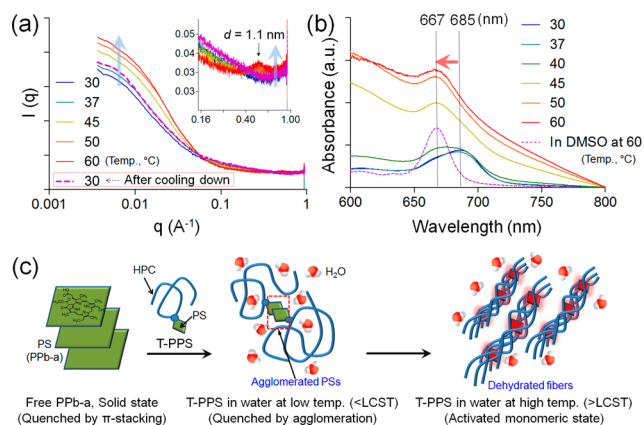 (a)
d = 1.1 nm
0.05
0.04
0.03
0.03
0.16
0.40
1.00
I (q)
30
37
45
50
60 (Temp., °C)
30 After cooling down
0.001
0.01
0.1
1
q (A⁻¹)
(b)
667 685 (nm)
Absorbance (a.u.)
30
37
40
45
50
60
In DMSO at 60
(Temp., °C)
600
650
700
750
800
Wavelength (nm)
(c)
HPC
PS
T-PPS
PS
(PPb-a)
H₂O
Agglomerated PSs
Dehydrated fibers
Free PPb-a, Solid state
(Quenched by π-stacking)
T-PPS in water at low temp. (<LCST)
(Quenched by agglomeration)
T-PPS in water at high temp. (>LCST)
(Activated monomeric state)